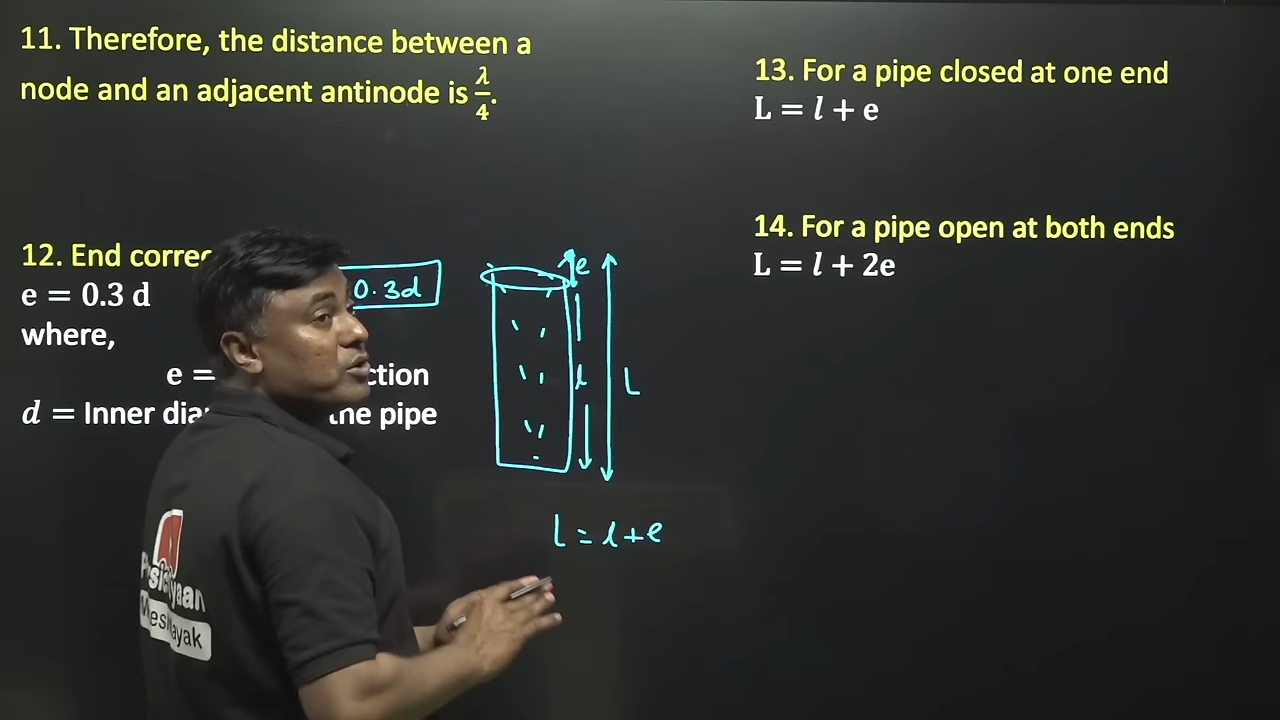 11. Therefore, the distance between a
node and an adjacent antinode is λ/4.
12. End correc
e = 0.3 d
where,
e = ction
d = Inner dia the pipe
0.3d
e
l
L
L = l + e
13. For a pipe closed at one end
L = l + e
14. For a pipe open at both ends
L = l + 2e